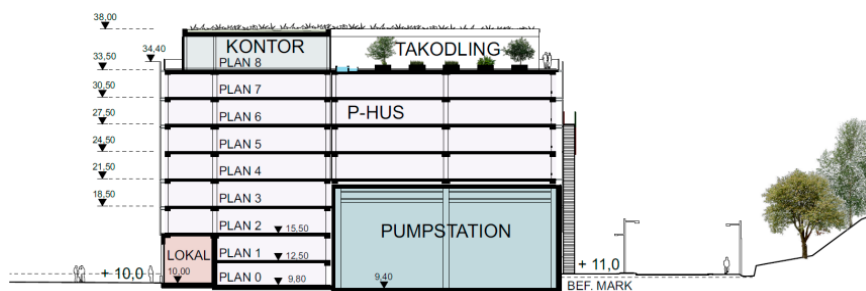 38,00
KONTOR
TAKODLING
34,40
33,50
PLAN 8
30,50
PLAN 7
27,50
PLAN 6
P-HUS
24,50
PLAN 5
21,50
PLAN 4
18,50
PLAN 3
PLAN 2
15,50
PUMPSTATION
LOKAL
PLAN 1
12,50
+ 10,0
10,00
PLAN 0
9,80
9,40
+ 11,0
BEF. MARK